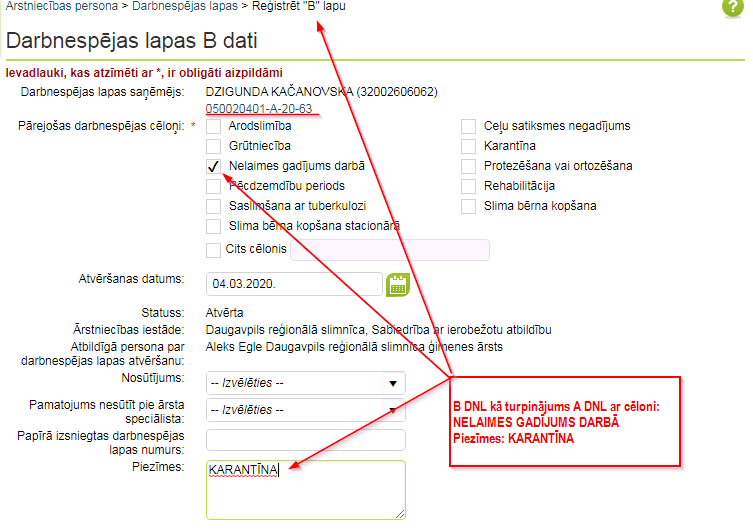 Ārstniecības persona > Darbnespējas lapas > Reģistrēt "B" lapu
?
Darbnespējas lapas B dati
Ievadlauki, kas atzīmēti ar *, ir obligāti aizpildāmi
Darbnespējas lapas saņēmējs: DZIGUNDA KAČANOVSKA (32002606062)
050020401-A-20-63
Pārejošas darbnespējas cēloņi: * Arodslimība Ceļu satiksmes negadījums
Grūtniecība Karantīna
Nelaimes gadījums darbā Protezēšana vai ortozēšana
Pēcdzemdību periods Rehabilitācija
Saslimšana ar tuberkulozi Slima bērna kopšana
Slima bērna kopšana stacionārā
Cits cēlonis
Atvēršanas datums: 04.03.2020.
Statuss: Atvērta
Ārstniecības iestāde: Daugavpils reģionālā slimnīca, Sabiedrība ar ierobežotu atbildību
Atbildīgā persona par darbnespējas lapas atvēršanu: Aleks Egle Daugavpils reģionālā slimnīca ģimenes ārsts
Nosūtījums: -- Izvēlēties --
Pamatojums nesūtīt pie ārsta speciālista: -- Izvēlēties --
Papīrā izsniegtas darbnespējas lapas numurs:
Piezīmes: KARANTĪNA
B DNL kā turpinājums A DNL ar cēloni:
NELAIMES GADĪJUMS DARBĀ
Piezīmes: KARANTĪNA